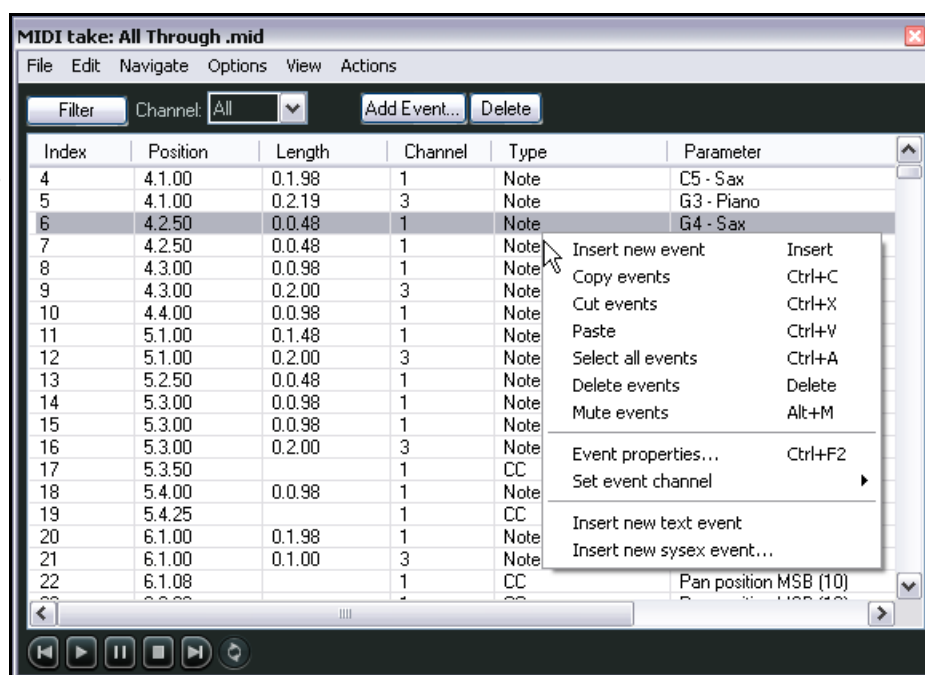 MIDI take: All Through .mid
File Edit Navigate Options View Actions
Filter Channel: All Add Event... Delete
Index Position Length Channel Type Parameter
4 4.1.00 0.1.98 1 Note C5 - Sax
5 4.1.00 0.2.19 3 Note G3 - Piano
6 4.2.50 0.0.48 1 Note G4 - Sax
7 4.2.50 0.0.48 1 Note
8 4.3.00 0.0.98 1 Note
9 4.3.00 0.2.00 3 Note
10 4.4.00 0.0.98 1 Note
11 5.1.00 0.1.48 1 Note
12 5.1.00 0.2.00 3 Note
13 5.2.50 0.0.48 1 Note
14 5.3.00 0.0.98 1 Note
15 5.3.00 0.0.98 1 Note
16 5.3.00 0.2.00 3 Note
17 5.3.50 1 CC
18 5.4.00 0.0.98 1 Note
19 5.4.25 1 CC
20 6.1.00 0.1.98 1 Note
21 6.1.00 0.1.00 3 Note
22 6.1.08 1 CC Pan position MSB (10)
Insert new event Insert
Copy events Ctrl+C
Cut events Ctrl+X
Paste Ctrl+V
Select all events Ctrl+A
Delete events Delete
Mute events Alt+M
Event properties... Ctrl+F2
Set event channel
Insert new text event
Insert new sysex event...